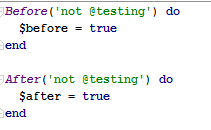 Before('not @testing') do
  $before = true
end

After('not @testing') do
  $after = true
end